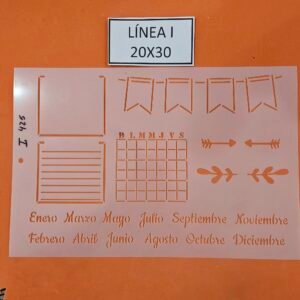 LÍNEA I
20X30
I 425
D L M M J V S
Enero Marzo Mayo Julio Septiembre Noviembre
Febrero Abril Junio Agosto Octubre Diciembre